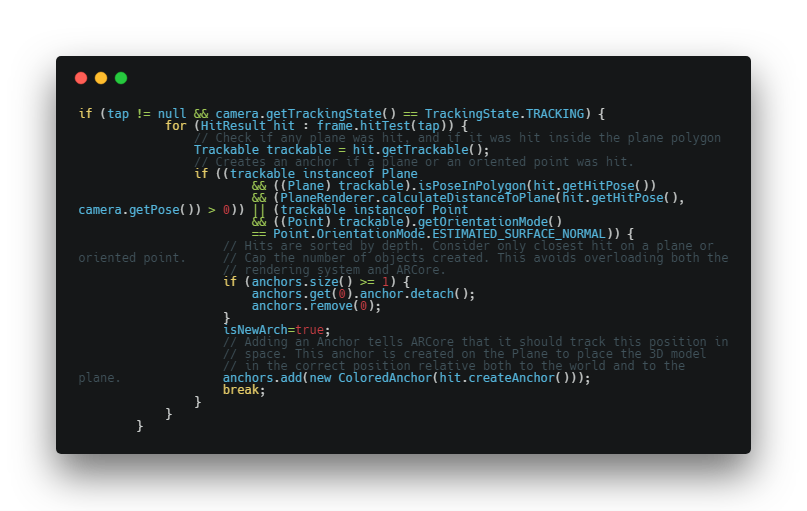 if (tap != null && camera.getTrackingState() == TrackingState.TRACKING) {
for (HitResult hit : frame.hitTest(tap)) {
// Check if any plane was hit, and if it was hit inside the plane polygon
Trackable trackable = hit.getTrackable();
// Creates an anchor if a plane or an oriented point was hit.
if ((trackable instanceof Plane
&& ((Plane) trackable).isPoseInPolygon(hit.getHitPose())
&& (PlaneRenderer.calculateDistanceToPlane(hit.getHitPose(),
camera.getPose()) > 0)) || (trackable instanceof Point
&& ((Point) trackable).getOrientationMode()
== Point.OrientationMode.ESTIMATED_SURFACE_NORMAL)) {
// Hits are sorted by depth. Consider only closest hit on a plane or
oriented point. // Cap the number of objects created. This avoids overloading both the
// rendering system and ARCore.
if (anchors.size() >= 1) {
anchors.get(0).anchor.detach();
anchors.remove(0);
}
isNewArch=true;
// Adding an Anchor tells ARCore that it should track this position in
// space. This anchor is created on the Plane to place the 3D model
// in the correct position relative both to the world and to the
plane. anchors.add(new ColoredAnchor(hit.createAnchor()));
break;
}
}
}